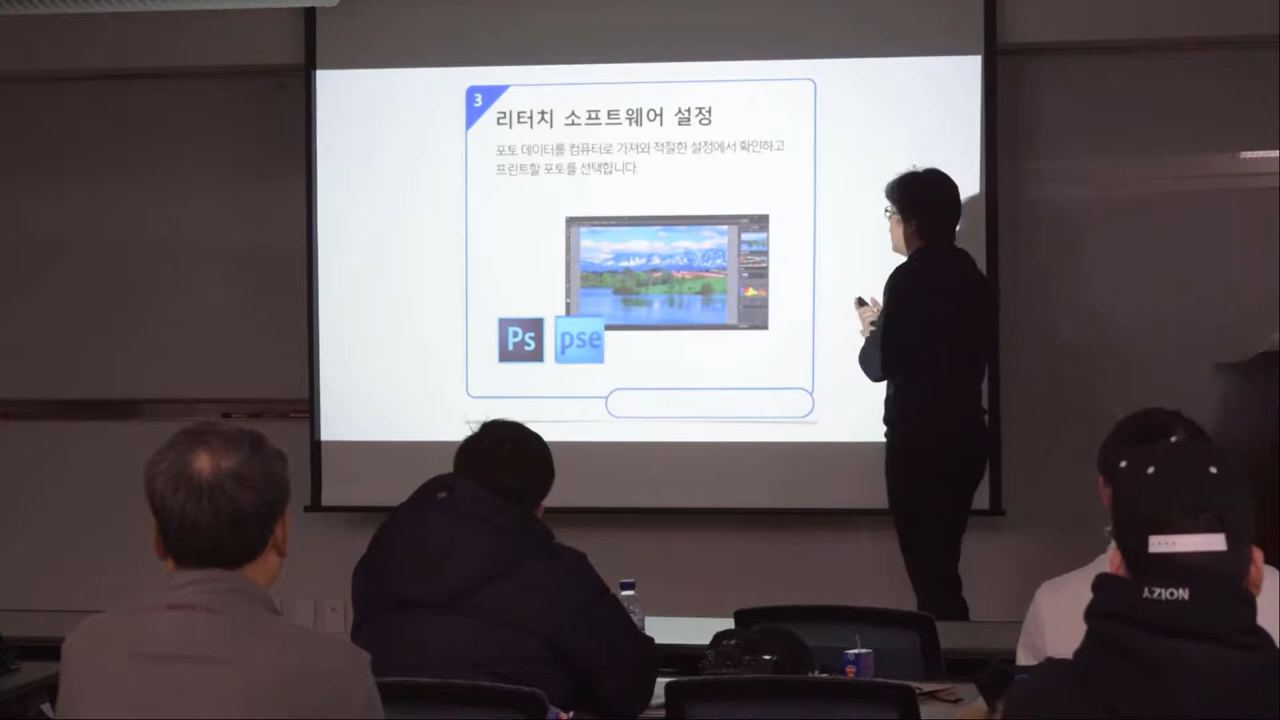 3
리터치 소프트웨어 설정
포토 데이터를 컴퓨터로 가져와 적절한 설정에서 확인하고
프린트할 포토를 선택합니다.
Ps
pse
NOIZY